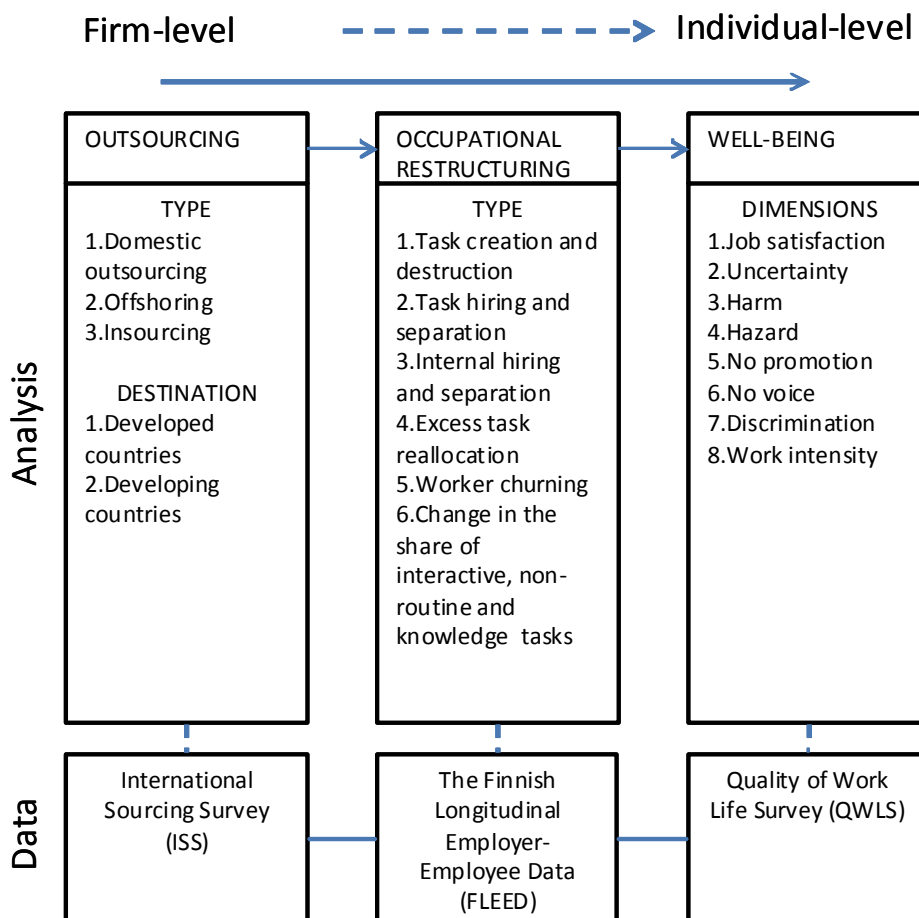 Firm-level
Individual-level
Analysis
OUTSOURCING
TYPE
1.Domestic
outsourcing
2.Offshoring
3.Insourcing
DESTINATION
1.Developed
countries
2.Developing
countries
OCCUPATIONAL
RESTRUCTURING
TYPE
1.Task creation and
destruction
2.Task hiring and
separation
3.Internal hiring
and separation
4.Excess task
reallocation
5.Worker churning
6.Change in the
share of
interactive, non-
routine and
knowledge tasks
WELL-BEING
DIMENSIONS
1.Job satisfaction
2.Uncertainty
3.Harm
4.Hazard
5.No promotion
6.No voice
7.Discrimination
8.Work intensity
Data
International
Sourcing Survey
(ISS)
The Finnish
Longitudinal
Employer-
Employee Data
(FLEED)
Quality of Work
Life Survey (QWLS)